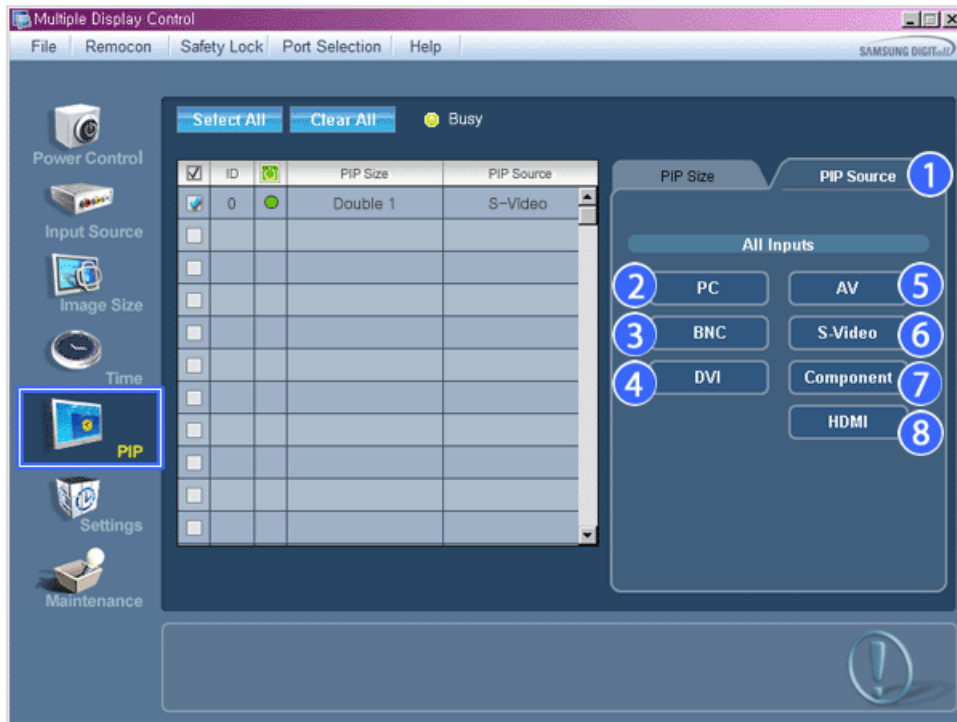 Multiple Display Control
File Remocon Safety Lock Port Selection Help
SAMSUNG DIGITall
Select All Clear All Busy
Power Control
Input Source
Image Size
Time
PIP
Settings
Maintenance
ID PIP Size PIP Source
0 Double 1 S-Video
PIP Size PIP Source 1
All Inputs
2 PC AV 5
3 BNC S-Video 6
4 DVI Component 7
HDMI 8